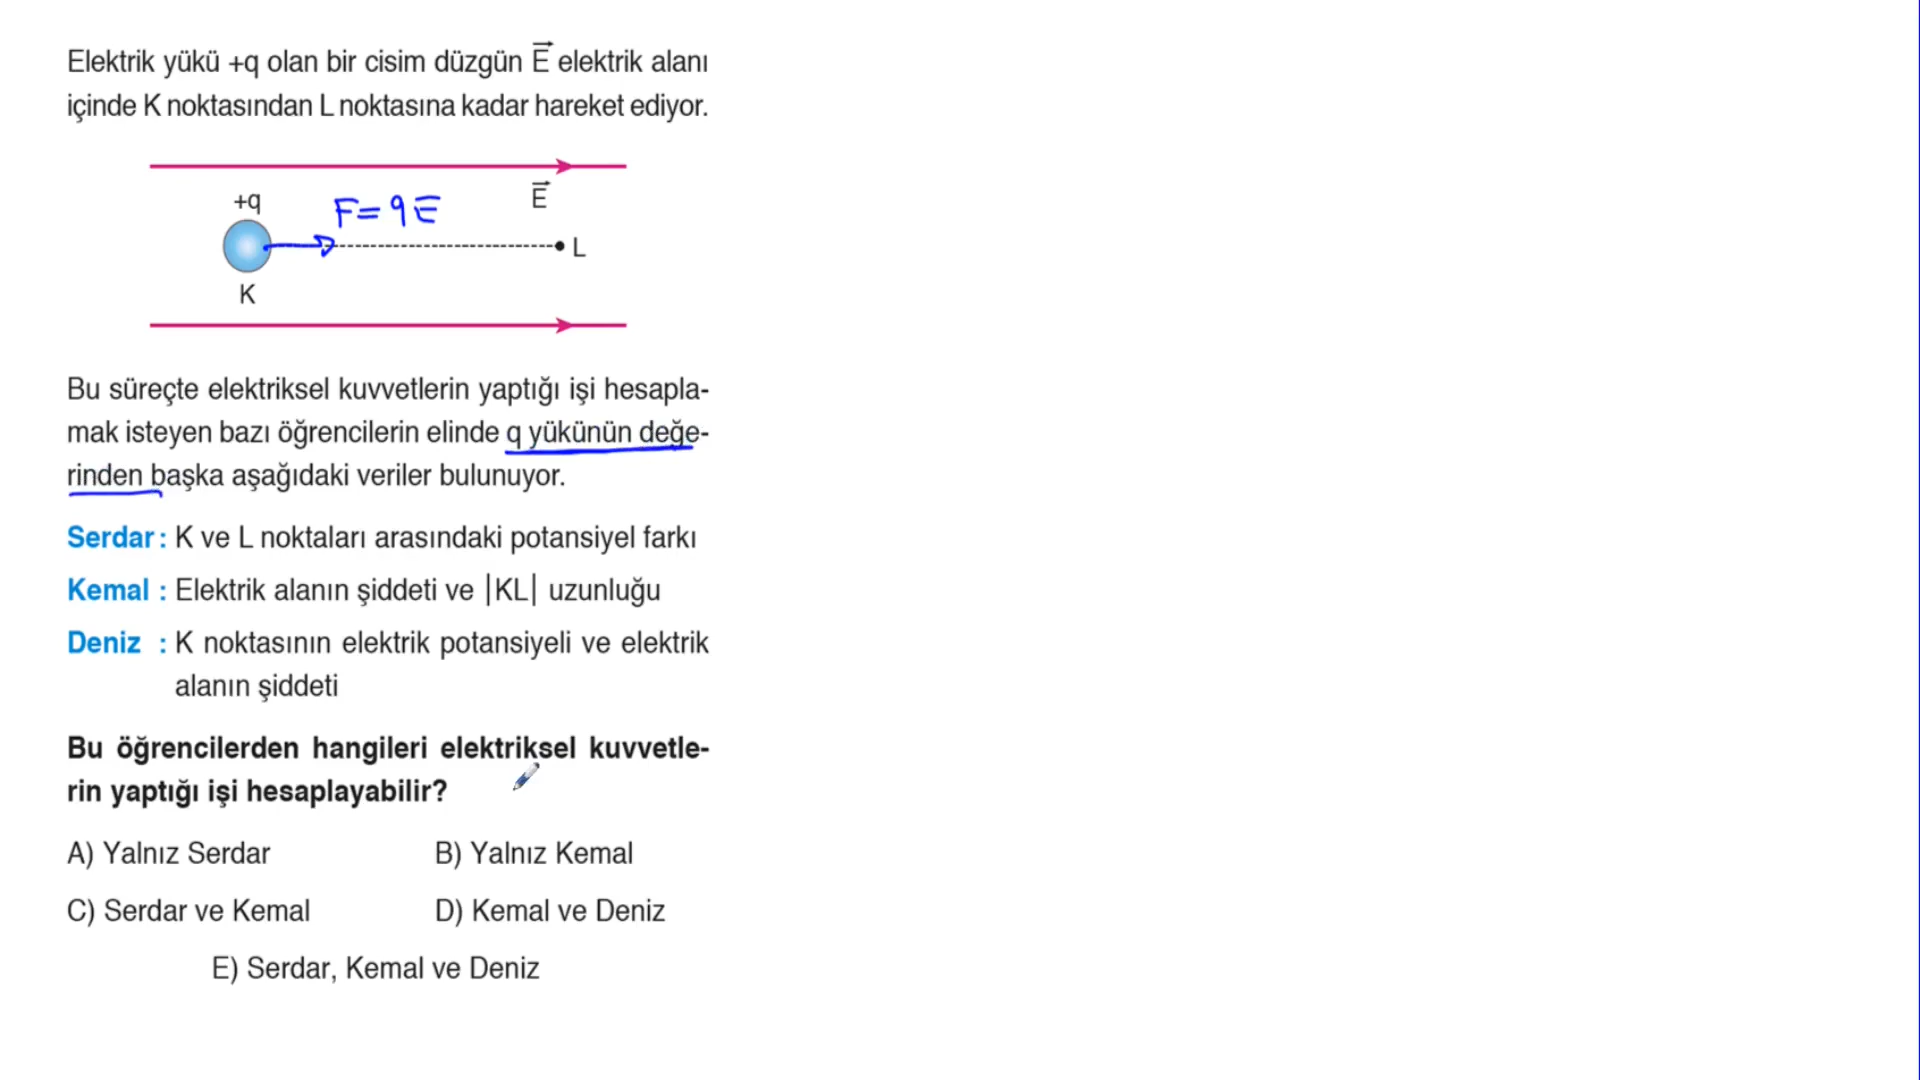 Elektrik yükü +q olan bir cisim düzgün E⃗ elektrik alanı
içinde K noktasından L noktasına kadar hareket ediyor.
+q
F=qE
E⃗
L
K
Bu süreçte elektriksel kuvvetlerin yaptığı işi hesapla-
mak isteyen bazı öğrencilerin elinde q yükünün değe-
rinden başka aşağıdaki veriler bulunuyor.
Serdar : K ve L noktaları arasındaki potansiyel farkı
Kemal : Elektrik alanın şiddeti ve |KL| uzunluğu
Deniz : K noktasının elektrik potansiyeli ve elektrik
alanın şiddeti
Bu öğrencilerden hangileri elektriksel kuvvetle-
rin yaptığı işi hesaplayabilir?
A) Yalnız Serdar B) Yalnız Kemal
C) Serdar ve Kemal D) Kemal ve Deniz
E) Serdar, Kemal ve Deniz